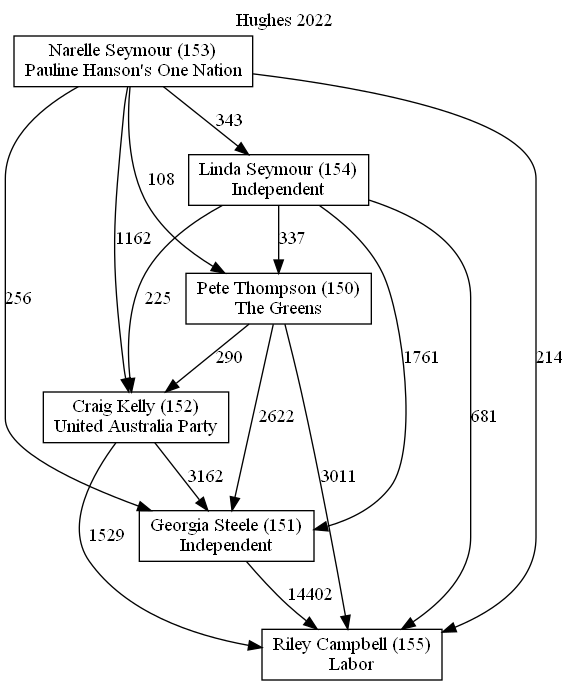 Hughes 2022
Narelle Seymour (153)
Pauline Hanson's One Nation
343
Linda Seymour (154)
Independent
108
1162
337
Pete Thompson (150)
The Greens
256
225
290
1761
214
Craig Kelly (152)
United Australia Party
2622
681
3162
3011
Georgia Steele (151)
Independent
1529
14402
Riley Campbell (155)
Labor